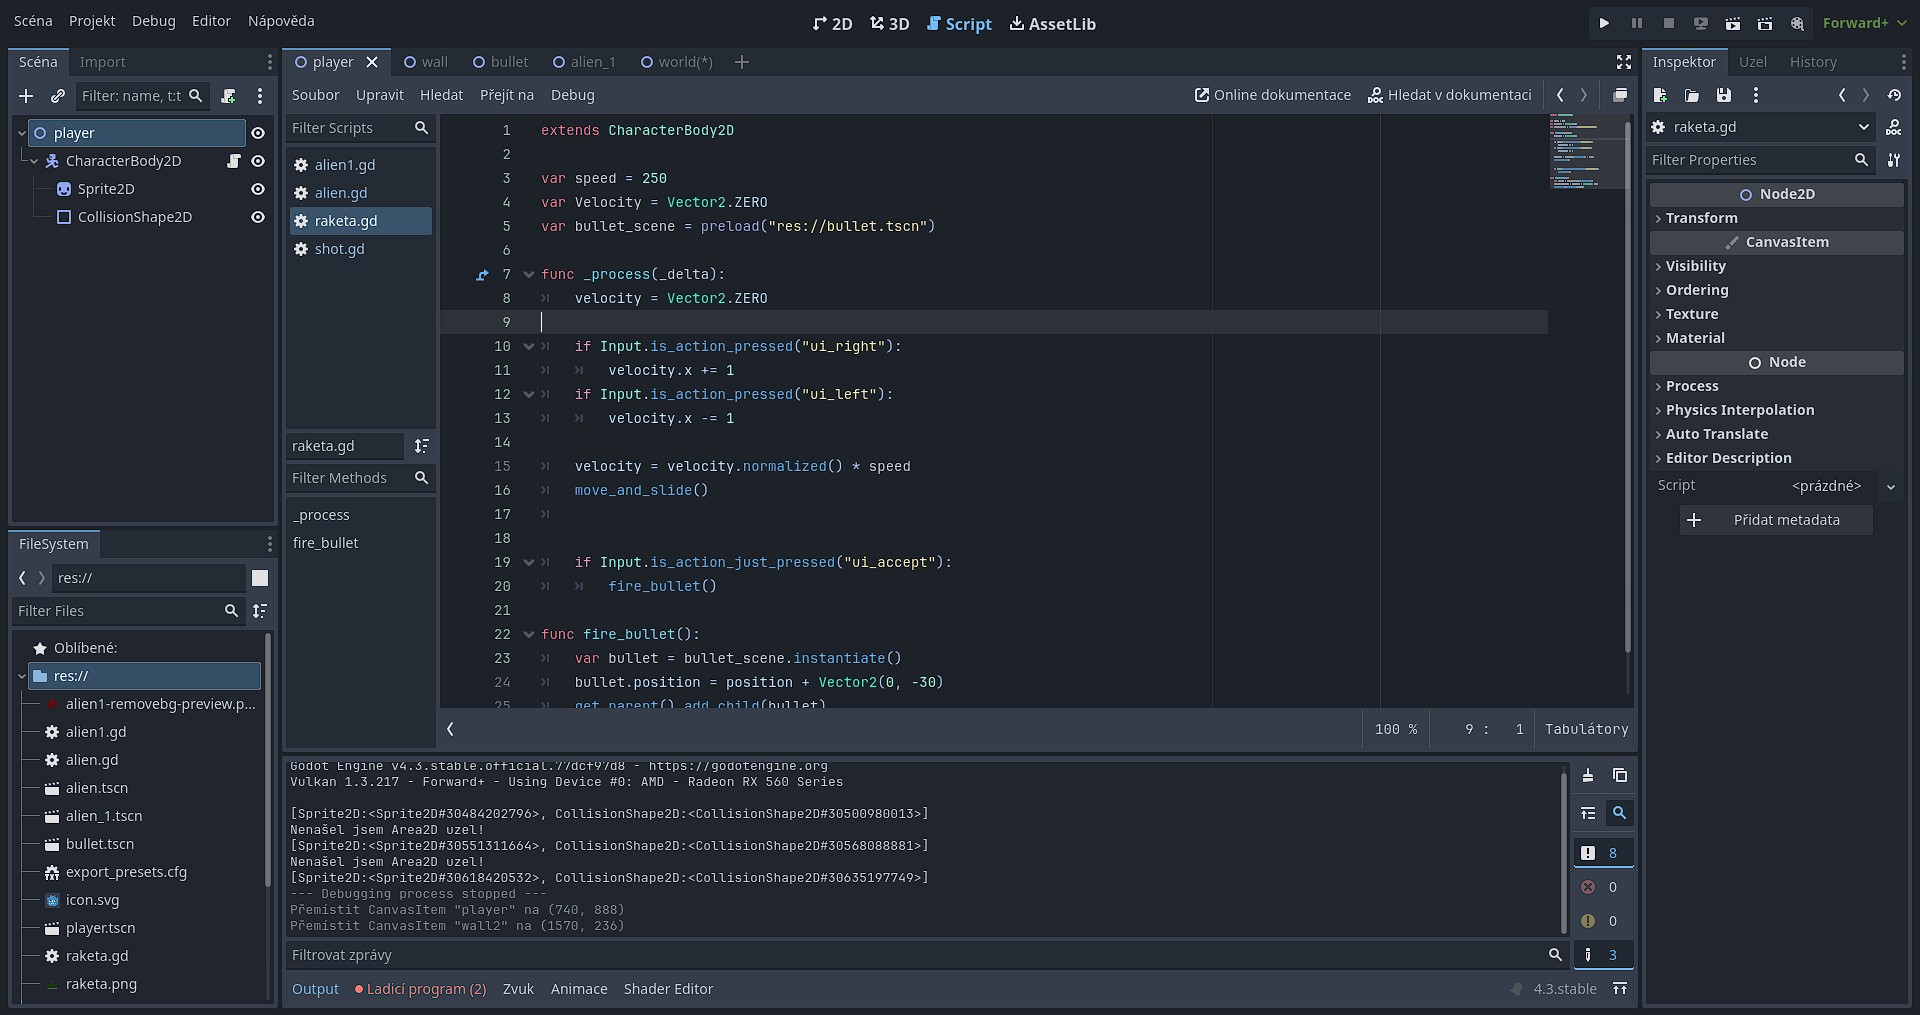 Scéna Projekt Debug Editor Nápověda 2D 3D Script AssetLib Forward+
Scéna Import
Filter: name, t:t
player
CharacterBody2D
Sprite2D
CollisionShape2D
FileSystem
res://
Filter Files
Oblíbené:
res://
alien1-removebg-preview.p...
alien1.gd
alien.gd
alien.tscn
alien_1.tscn
bullet.tscn
export_presets.cfg
icon.svg
player.tscn
raketa.gd
raketa.png
player wall bullet alien_1 world(*)
Soubor Upravit Hledat Přejít na Debug Online dokumentace Hledat v dokumentaci
Filter Scripts
alien1.gd
alien.gd
raketa.gd
shot.gd
raketa.gd
Filter Methods
_process
fire_bullet
1 extends CharacterBody2D
2
3 var speed = 250
4 var Velocity = Vector2.ZERO
5 var bullet_scene = preload("res://bullet.tscn")
6
7 func _process(_delta):
8 velocity = Vector2.ZERO
9
10 if Input.is_action_pressed("ui_right"):
11 velocity.x += 1
12 if Input.is_action_pressed("ui_left"):
13 velocity.x -= 1
14
15 velocity = velocity.normalized() * speed
16 move_and_slide()
17
18
19 if Input.is_action_just_pressed("ui_accept"):
20 fire_bullet()
21
22 func fire_bullet():
23 var bullet = bullet_scene.instantiate()
24 bullet.position = position + Vector2(0, -30)
25 get_parent().add_child(bullet)
100 % 9 : 1 Tabulátory
Godot Engine v4.3.stable.official.77dcf97d8 - https://godotengine.org
Vulkan 1.3.217 - Forward+ - Using Device #0: AMD - Radeon RX 560 Series
[Sprite2D:<Sprite2D#30484202796>, CollisionShape2D:<CollisionShape2D#30500980013>]
Nenašel jsem Area2D uzel!
[Sprite2D:<Sprite2D#30551311664>, CollisionShape2D:<CollisionShape2D#30568088881>]
Nenašel jsem Area2D uzel!
[Sprite2D:<Sprite2D#30618420532>, CollisionShape2D:<CollisionShape2D#30635197749>]
--- Debugging process stopped ---
Přemístit CanvasItem "player" na (740, 888)
Přemístit CanvasItem "wall2" na (1570, 236)
8
0
0
3
Filtrovat zprávy
Output Ladicí program (2) Zvuk Animace Shader Editor 4.3.stable
Inspektor Uzel History
raketa.gd
DOC
Filter Properties
Node2D
Transform
CanvasItem
Visibility
Ordering
Texture
Material
Node
Process
Physics Interpolation
Auto Translate
Editor Description
Script <prázdné>
Přidat metadata